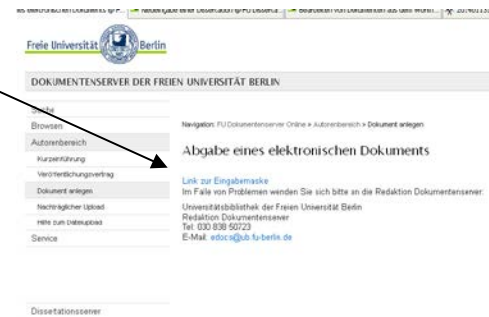 Freie Universität Berlin
DOKUMENTENSERVER DER FREIEN UNIVERSITÄT BERLIN
Suche
Browsen
Autorenbereich
Kurzeinführung
Veröffentlichungsvertrag
Dokument anlegen
Nachträglicher Upload
Hilfe zum Dateiupload
Service
Dissertationsserver
Navigation: FU Dokumentenserver Online » Autorenbereich » Dokument anlegen
Abgabe eines elektronischen Dokuments
Link zur Eingabemaske
Im Falle von Problemen wenden Sie sich bitte an die Redaktion Dokumentenserver:
Universitätsbibliothek der Freien Universität Berlin
Redaktion Dokumentenserver
Tel: 030 838 50723
E-Mail: edocs@ub.fu-berlin.de